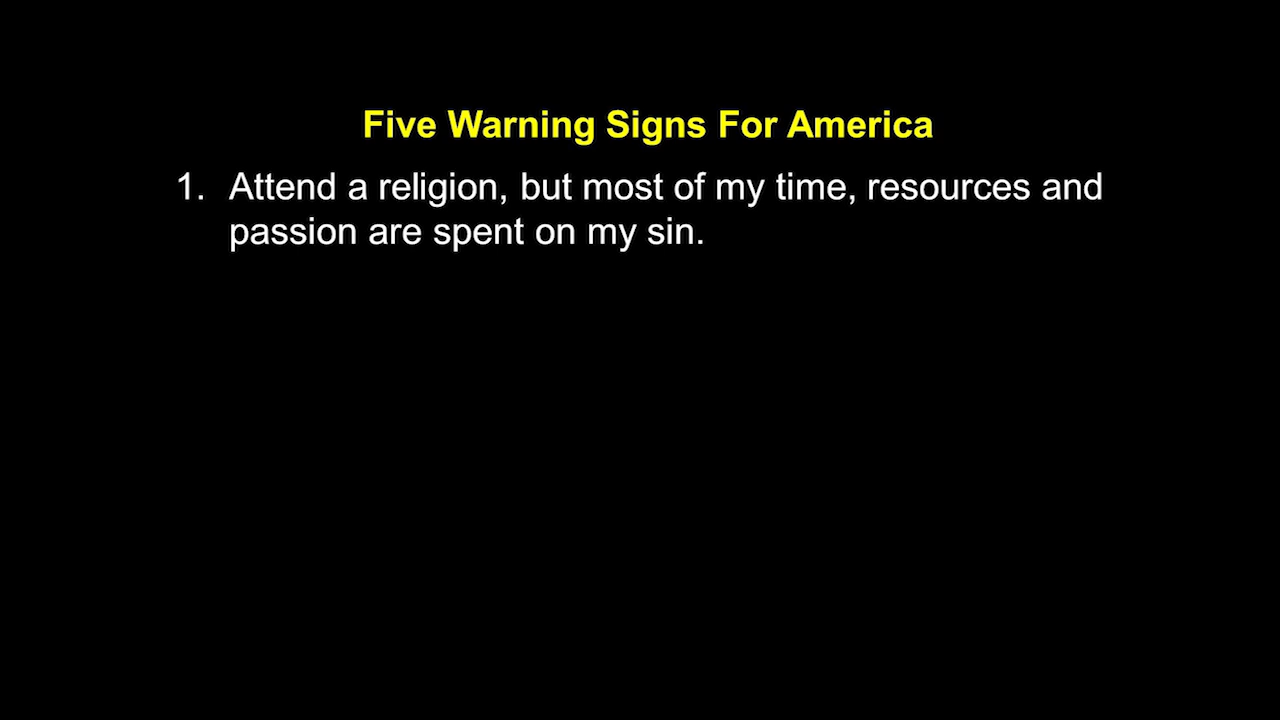 Five Warning Signs For America
1. Attend a religion, but most of my time, resources and
passion are spent on my sin.